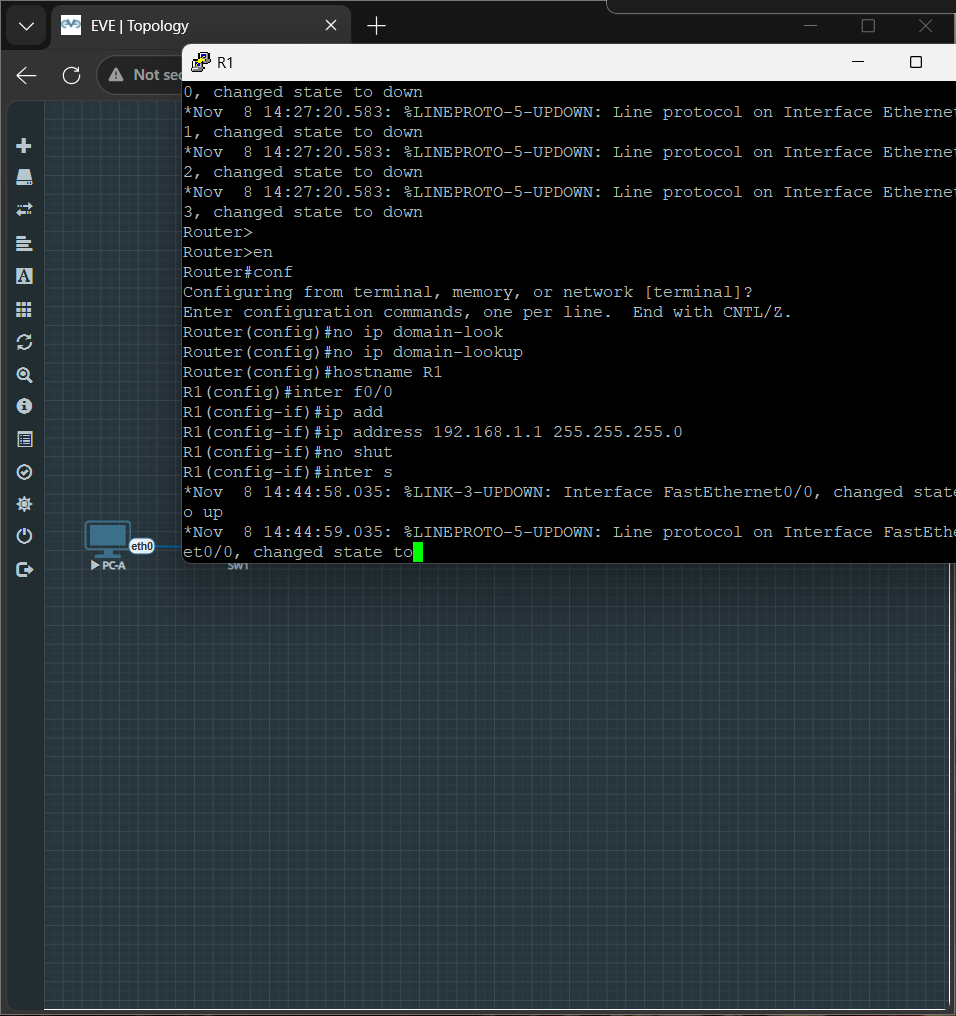 EVE | Topology
Not sec
R1
0, changed state to down
*Nov  8 14:27:20.583: %LINEPROTO-5-UPDOWN: Line protocol on Interface Ethernet
1, changed state to down
*Nov  8 14:27:20.583: %LINEPROTO-5-UPDOWN: Line protocol on Interface Ethernet
2, changed state to down
*Nov  8 14:27:20.583: %LINEPROTO-5-UPDOWN: Line protocol on Interface Ethernet
3, changed state to down
Router>
Router>en
Router#conf
Configuring from terminal, memory, or network [terminal]?
Enter configuration commands, one per line.  End with CNTL/Z.
Router(config)#no ip domain-look
Router(config)#no ip domain-lookup
Router(config)#hostname R1
R1(config)#inter f0/0
R1(config-if)#ip add
R1(config-if)#ip address 192.168.1.1 255.255.255.0
R1(config-if)#no shut
R1(config-if)#inter s
*Nov  8 14:44:58.035: %LINK-3-UPDOWN: Interface FastEthernet0/0, changed state
o up
*Nov  8 14:44:59.035: %LINEPROTO-5-UPDOWN: Line protocol on Interface FastEthe
et0/0, changed state to
eth0
PC-A
SW1